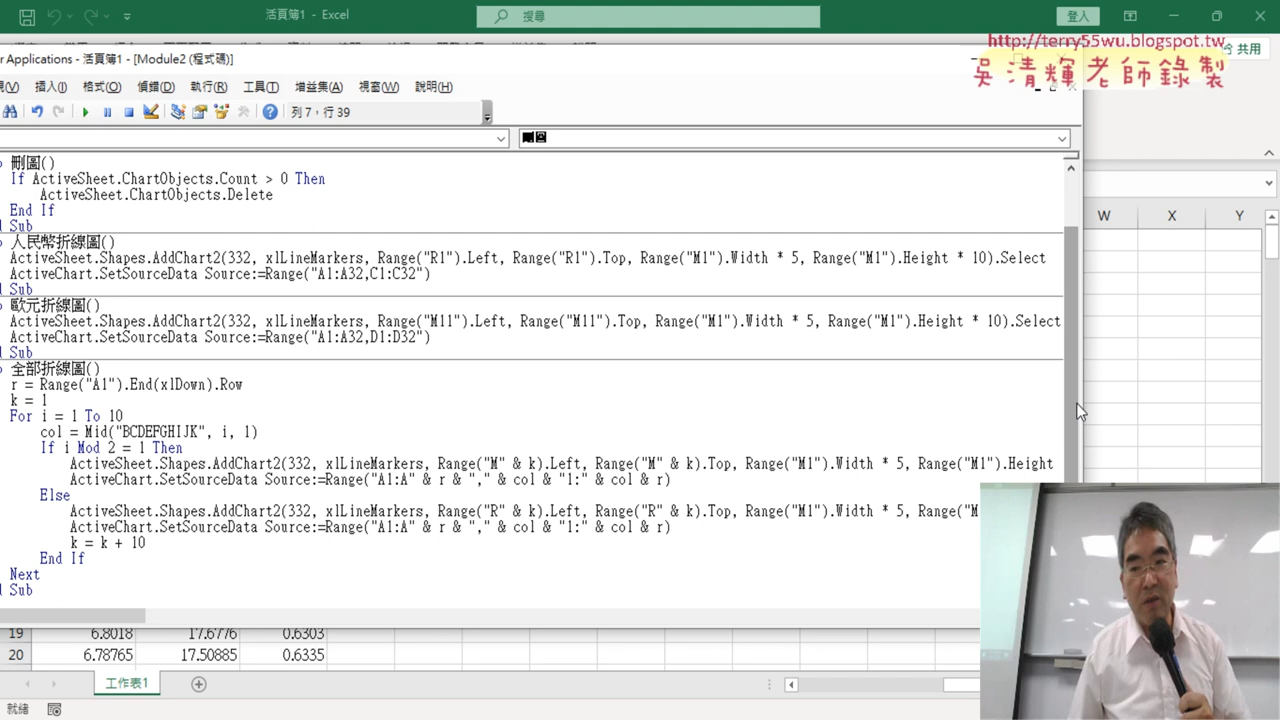 活頁簿1 - Excel
搜尋
登入
http://terry55wu.blogspot.tw
吳清輝老師錄製
共用
r Applications - 活頁簿1 - [Module2 (程式碼)]
插入(I) 格式(O) 偵錯(D) 執行(R) 工具(T) 增益集(A) 視窗(W) 說明(H)
列 7，行 39
刪圖()
If ActiveSheet.ChartObjects.Count > 0 Then
ActiveSheet.ChartObjects.Delete
End If
Sub
人民幣折線圖()
ActiveSheet.Shapes.AddChart2(332, xlLineMarkers, Range("R1").Left, Range("R1").Top, Range("M1").Width * 5, Range("M1").Height * 10).Select
ActiveChart.SetSourceData Source:=Range("A1:A32,C1:C32")
Sub
歐元折線圖()
ActiveSheet.Shapes.AddChart2(332, xlLineMarkers, Range("M11").Left, Range("M11").Top, Range("M1").Width * 5, Range("M1").Height * 10).Select
ActiveChart.SetSourceData Source:=Range("A1:A32,D1:D32")
Sub
全部折線圖()
r = Range("A1").End(xlDown).Row
k = 1
For i = 1 To 10
col = Mid("BCDEFGHIJK", i, 1)
If i Mod 2 = 1 Then
ActiveSheet.Shapes.AddChart2(332, xlLineMarkers, Range("M" & k).Left, Range("M" & k).Top, Range("M1").Width * 5, Range("M1").Height
ActiveChart.SetSourceData Source:=Range("A1:A" & r & "," & col & "1:" & col & r)
Else
ActiveSheet.Shapes.AddChart2(332, xlLineMarkers, Range("R" & k).Left, Range("R" & k).Top, Range("M1").Width * 5, Range("M
ActiveChart.SetSourceData Source:=Range("A1:A" & r & "," & col & "1:" & col & r)
k = k + 10
End If
Next
Sub
W X Y
19 6.8018 17.6776 0.6303
20 6.78765 17.50885 0.6335
工作表1
就緒